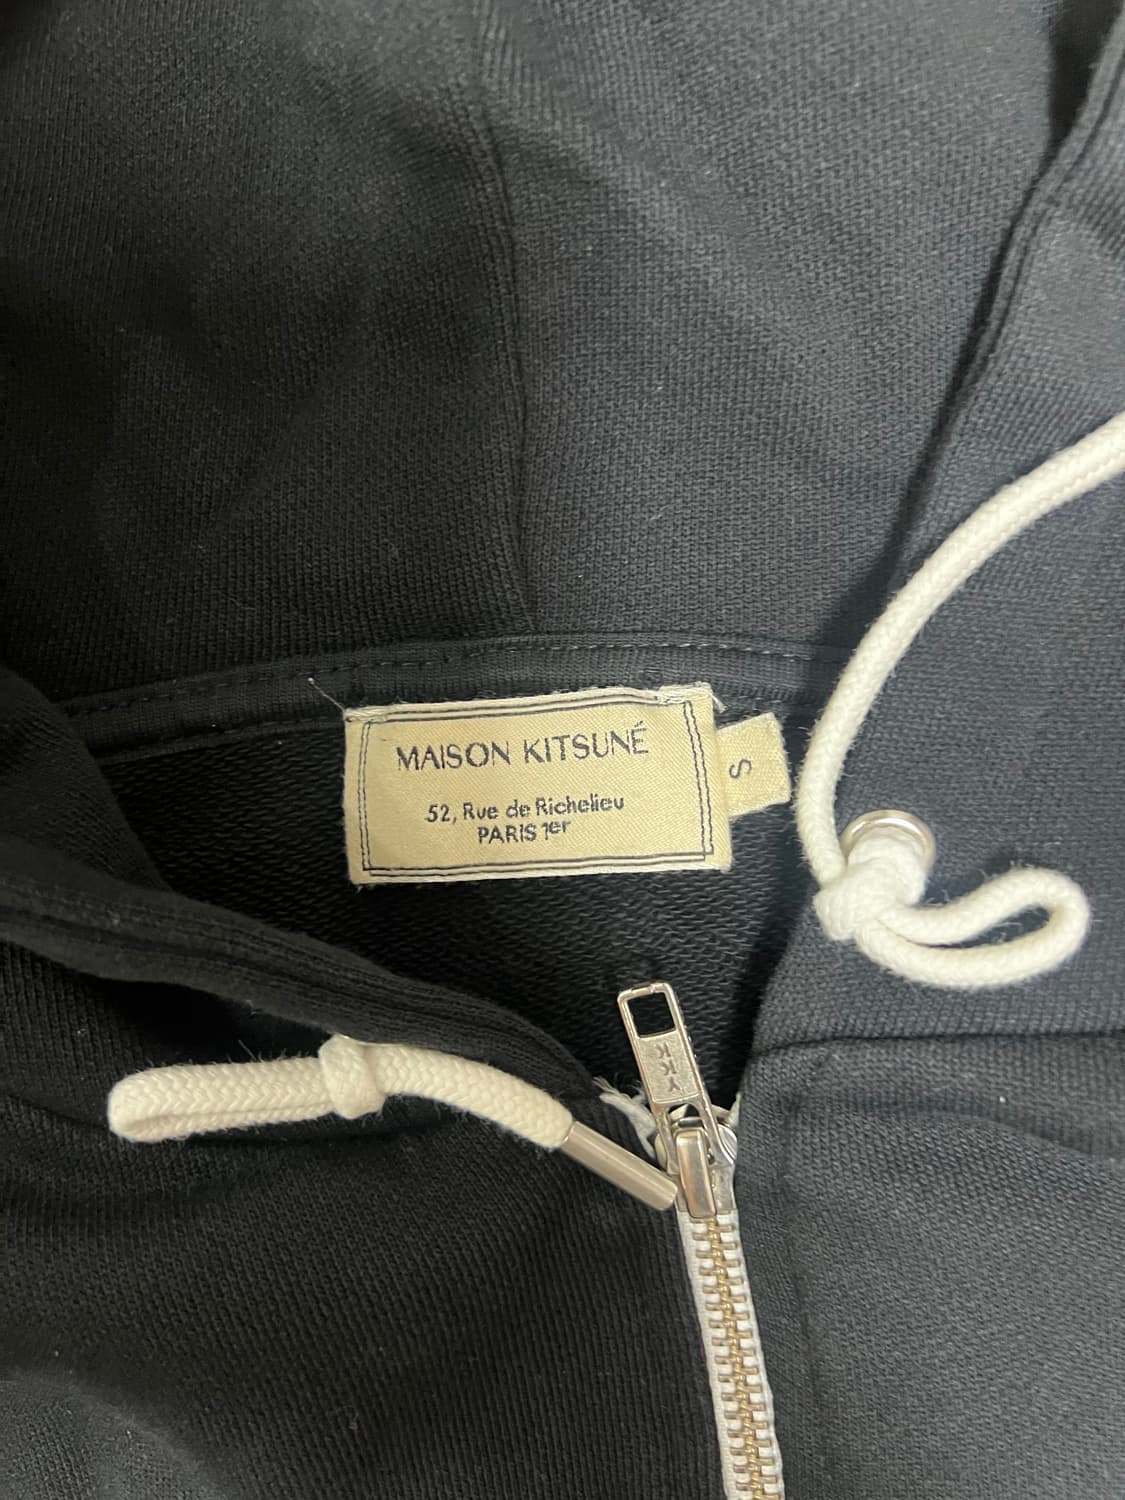 MAISON KITSUNÉ
52, Rue de Richelieu
PARIS 1er
S
YKK